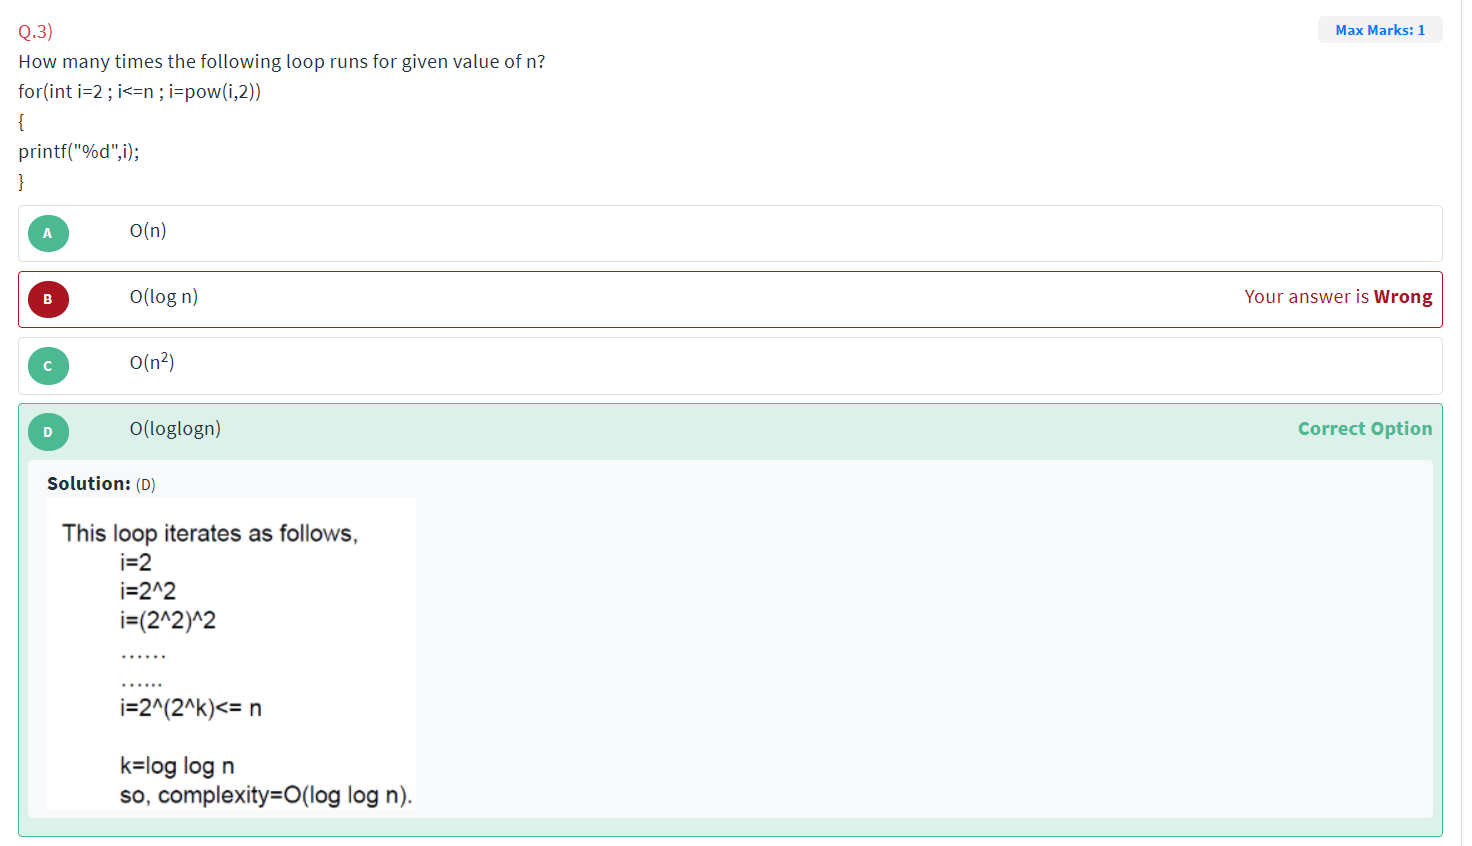 Q.3)
Max Marks: 1
How many times the following loop runs for given value of n?
for(int i=2 ; i<=n ; i=pow(i,2))
{
printf("%d",i);
}
A O(n)
B O(log n) Your answer is Wrong
C O(n²)
D O(loglogn) Correct Option
Solution: (D)
This loop iterates as follows,
i=2
i=2^2
i=(2^2)^2
......
......
i=2^(2^k)<= n
k=log log n
so, complexity=O(log log n).